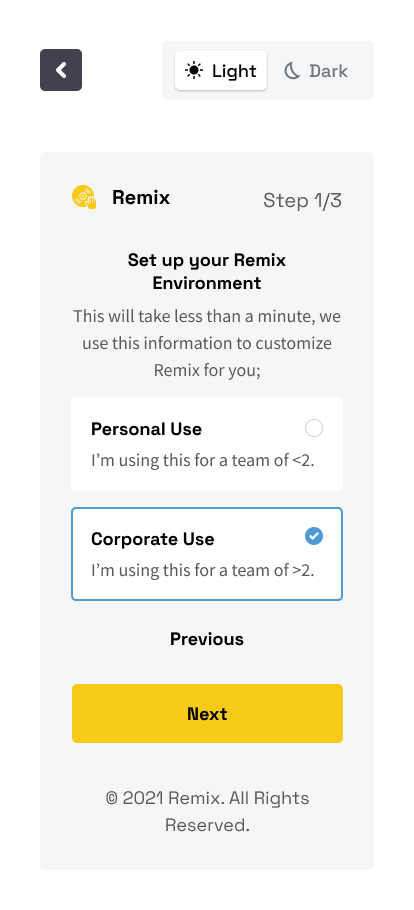 Light
Dark
Remix
Step 1/3
Set up your Remix
Environment
This will take less than a minute, we
use this information to customize
Remix for you;
Personal Use
I’m using this for a team of <2.
Corporate Use
I’m using this for a team of >2.
Previous
Next
© 2021 Remix. All Rights
Reserved.